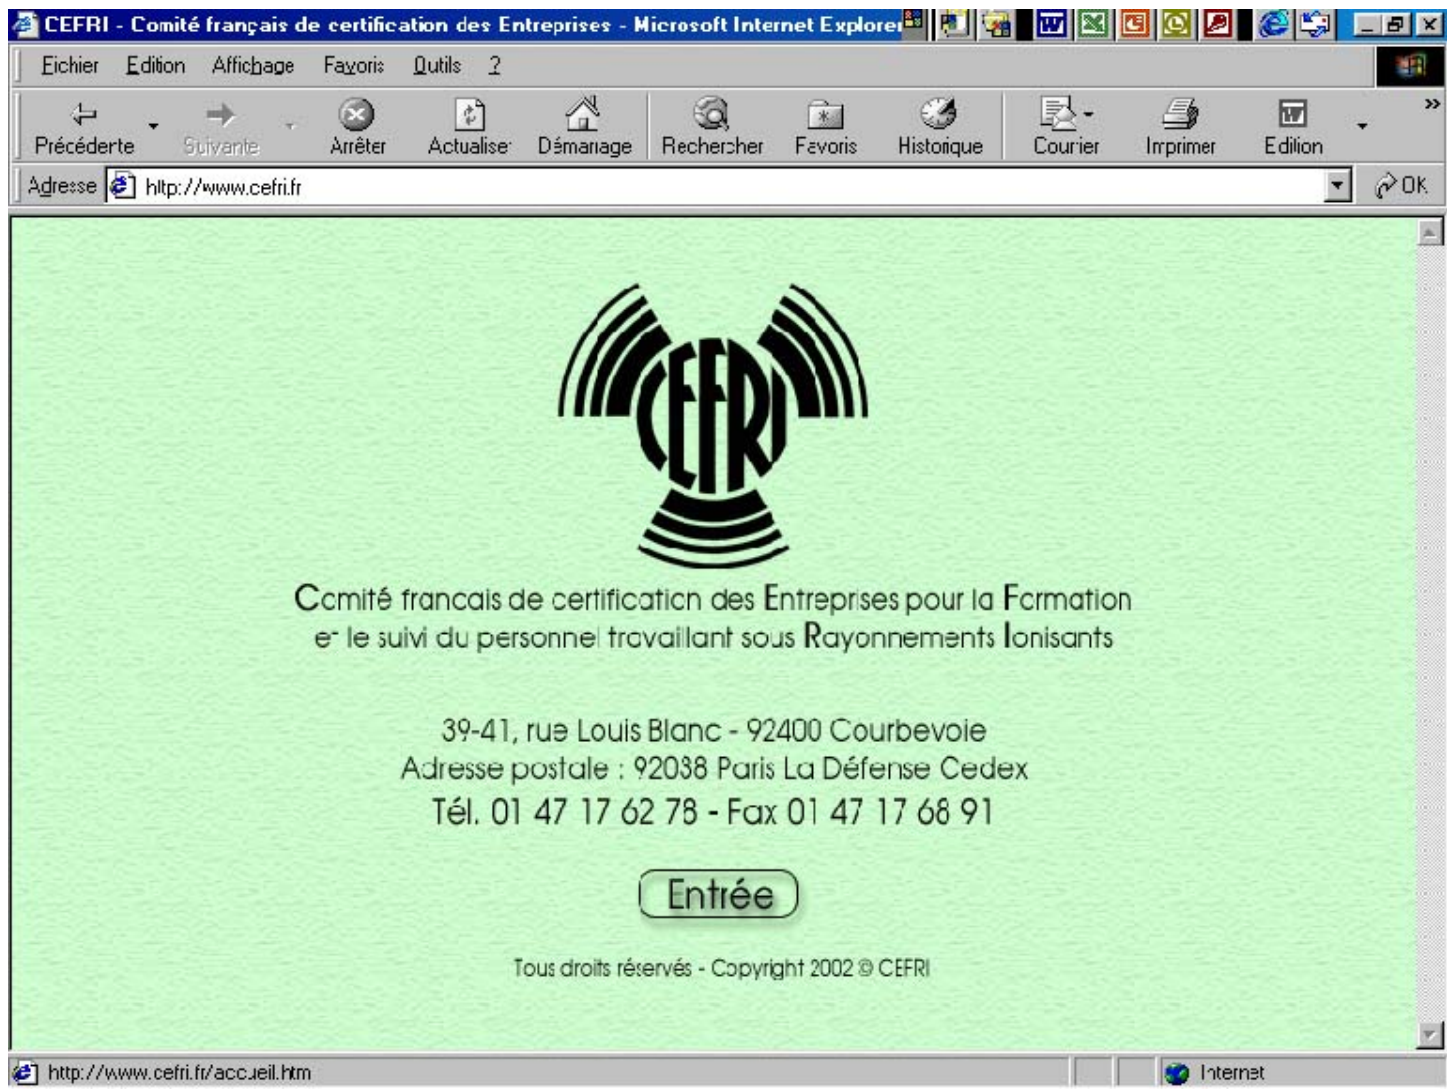 CEFRI - Comité français de certification des Entreprises - Microsoft Internet Explorer
Fichier Edition Affichage Favoris Outils ?
Précédente Suivante Arrêter Actualiser Démarrage Rechercher Favoris Historique Courrier Imprimer Edition
Adresse http://www.cefri.fr OK
CEFRI
Comité francais de certification des Entreprises pour la Formation
et le suivi du personnel travaillant sous Rayonnements Ionisants
39-41, rue Louis Blanc - 92400 Courbevoie
Adresse postale : 92038 Paris La Défense Cedex
Tél. 01 47 17 62 78 - Fax 01 47 17 68 91
Entrée
Tous droits réservés - Copyright 2002 © CEFRI
http://www.cefri.fr/accueil.htm Internet